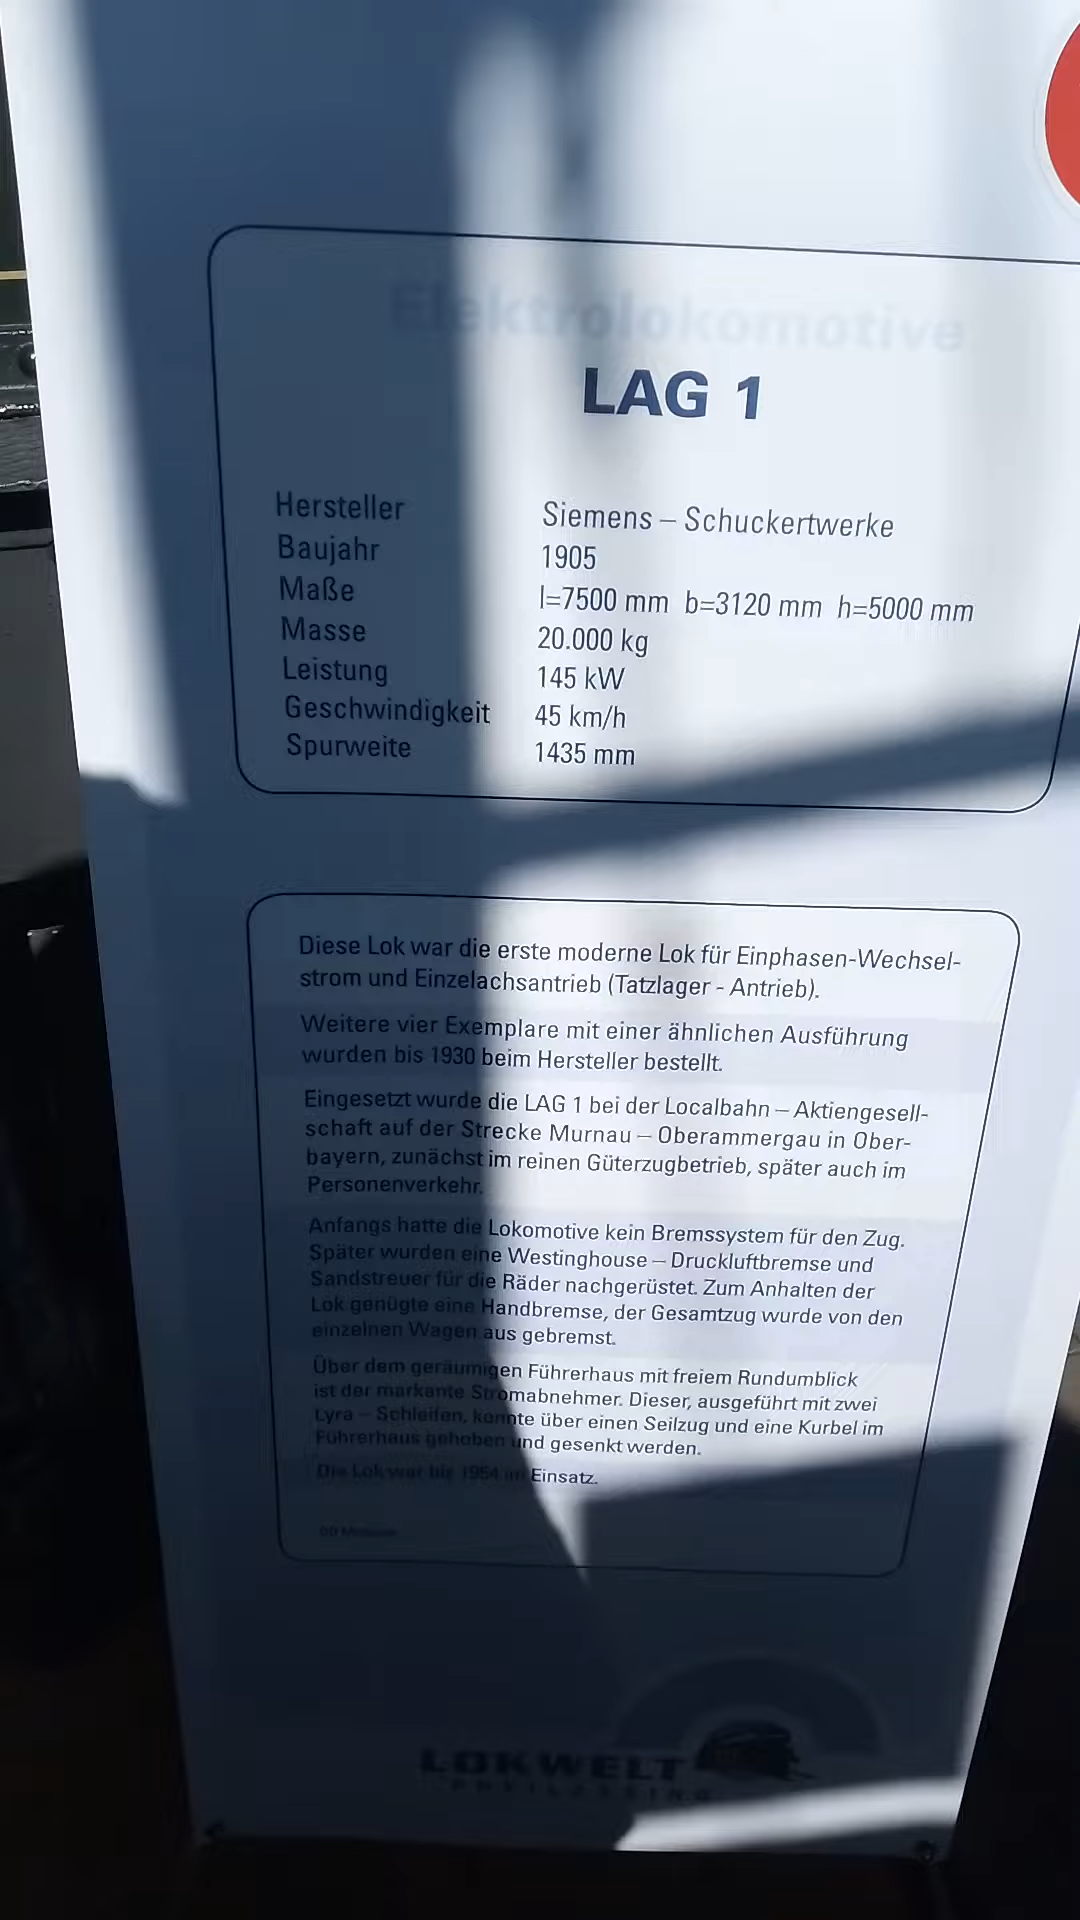 Elektrolokomotive
LAG 1
Hersteller Siemens – Schuckertwerke
Baujahr 1905
Maße l=7500 mm b=3120 mm h=5000 mm
Masse 20.000 kg
Leistung 145 kW
Geschwindigkeit 45 km/h
Spurweite 1435 mm
Diese Lok war die erste moderne Lok für Einphasen-Wechsel-
strom und Einzelachsantrieb (Tatzlager - Antrieb).
Weitere vier Exemplare mit einer ähnlichen Ausführung
wurden bis 1930 beim Hersteller bestellt.
Eingesetzt wurde die LAG 1 bei der Localbahn – Aktiengesell-
schaft auf der Strecke Murnau – Oberammergau in Ober-
bayern, zunächst im reinen Güterzugbetrieb, später auch im
Personenverkehr.
Anfangs hatte die Lokomotive kein Bremssystem für den Zug.
Später wurden eine Westinghouse – Druckluftbremse und
Sandstreuer für die Räder nachgerüstet. Zum Anhalten der
Lok genügte eine Handbremse, der Gesamtzug wurde von den
einzelnen Wagen aus gebremst.
Über dem geräumigen Führerhaus mit freiem Rundumblick
ist der markante Stromabnehmer. Dieser, ausgeführt mit zwei
Lyra – Schleifen, konnte über einen Seilzug und eine Kurbel im
Führerhaus gehoben und gesenkt werden.
Die Lok war bis 1954 im Einsatz.
LOKWELT